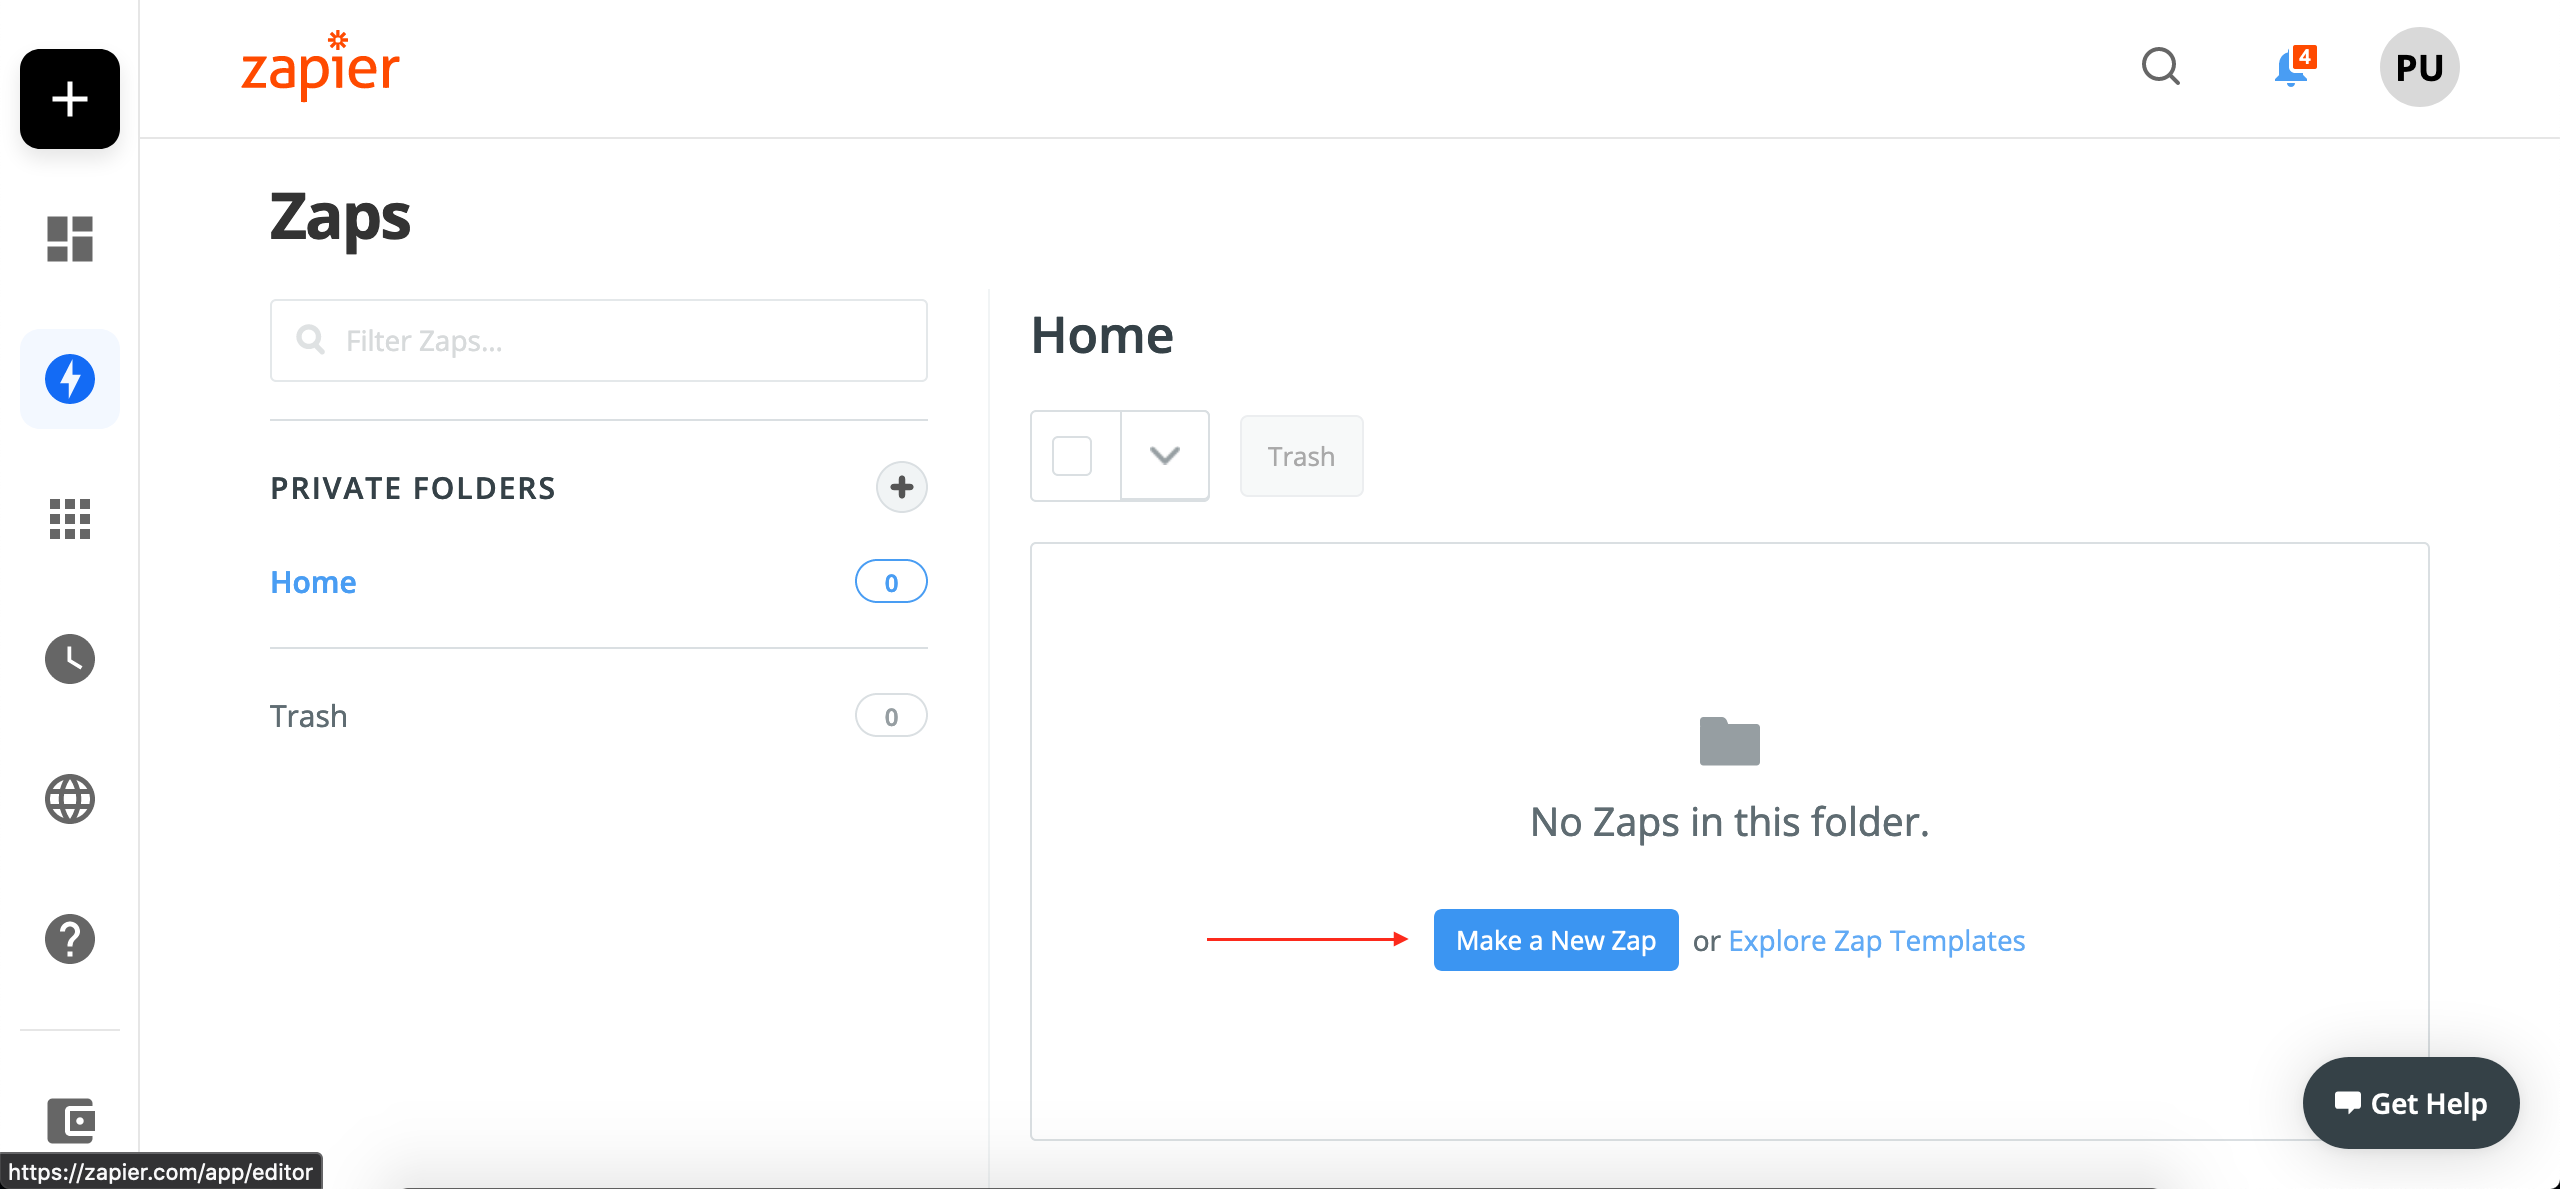 zapier
4
PU
Zaps
Filter Zaps...
PRIVATE FOLDERS
Home
0
Trash
0
Home
Trash
No Zaps in this folder.
Make a New Zap or Explore Zap Templates
Get Help
https://zapier.com/app/editor